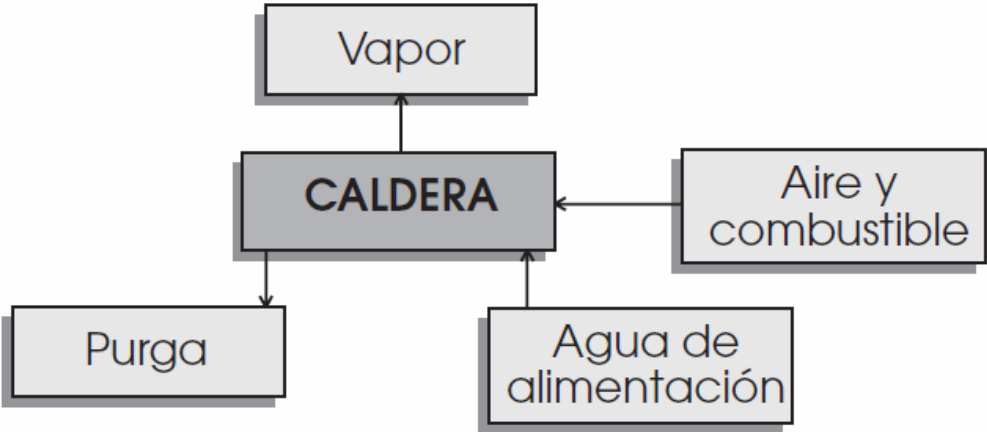 Vapor
CALDERA
Aire y
combustible
Purga
Agua de
alimentación